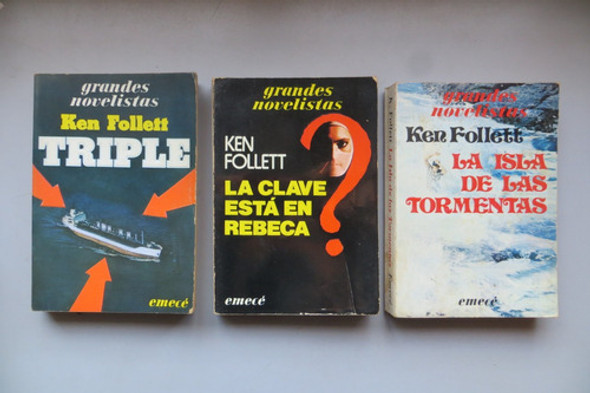 grandes
novelistas
Ken Follett
TRIPLE
emecé
grandes
novelistas
KEN
FOLLETT
LA CLAVE
ESTÁ EN
REBECA
?
emecé
grandes
novelistas
Ken Follett
LA ISLA
DE LAS
TORMENTAS
emecé